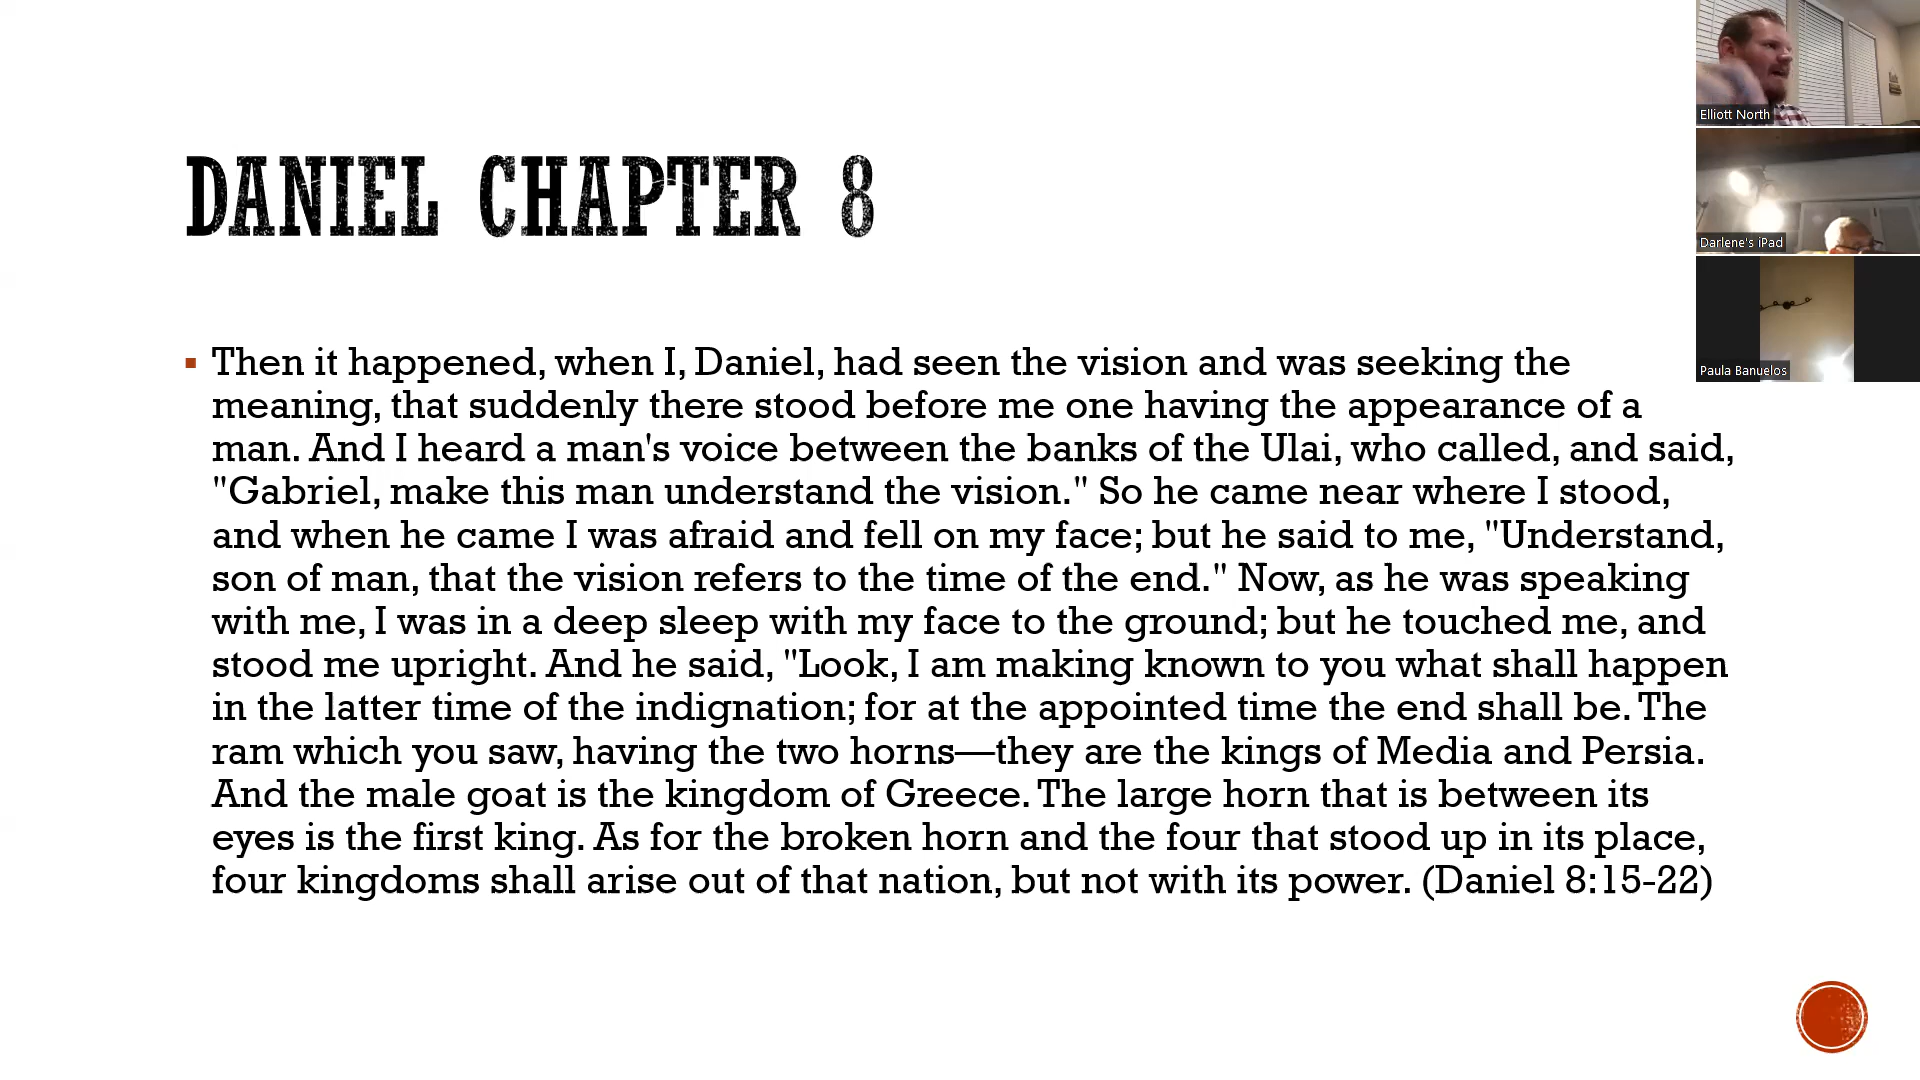 DANIEL CHAPTER 8
Then it happened, when I, Daniel, had seen the vision and was seeking the
meaning, that suddenly there stood before me one having the appearance of a
man. And I heard a man's voice between the banks of the Ulai, who called, and said,
"Gabriel, make this man understand the vision." So he came near where I stood,
and when he came I was afraid and fell on my face; but he said to me, "Understand,
son of man, that the vision refers to the time of the end." Now, as he was speaking
with me, I was in a deep sleep with my face to the ground; but he touched me, and
stood me upright. And he said, "Look, I am making known to you what shall happen
in the latter time of the indignation; for at the appointed time the end shall be. The
ram which you saw, having the two horns—they are the kings of Media and Persia.
And the male goat is the kingdom of Greece. The large horn that is between its
eyes is the first king. As for the broken horn and the four that stood up in its place,
four kingdoms shall arise out of that nation, but not with its power. (Daniel 8:15-22)
Elliott North
Darlene's iPad
Paula Banuelos